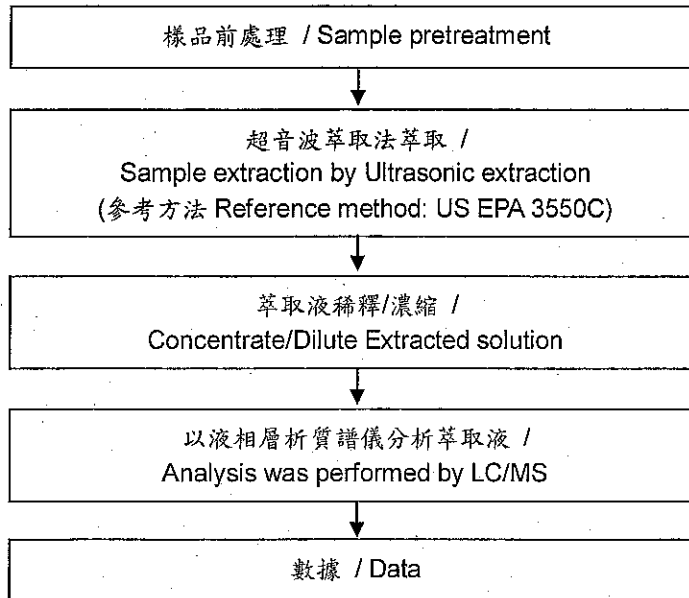 樣品前處理 / Sample pretreatment
超音波萃取法萃取 /
Sample extraction by Ultrasonic extraction
(參考方法 Reference method: US EPA 3550C)
萃取液稀釋/濃縮 /
Concentrate/Dilute Extracted solution
以液相層析質譜儀分析萃取液 /
Analysis was performed by LC/MS
數據 / Data